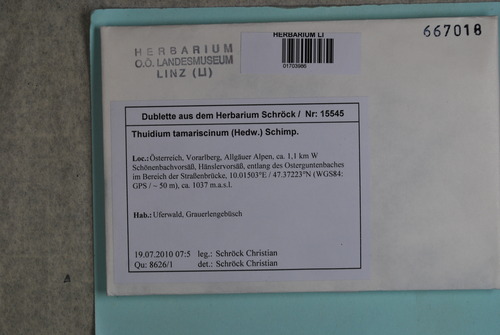 HERBARIUM
O.Ö. LANDESMUSEUM
LINZ (LI)
HERBARIUM LI
01703986
667018
Dublette aus dem Herbarium Schröck / Nr: 15545
Thuidium tamariscinum (Hedw.) Schimp.
Loc.:Österreich, Vorarlberg, Allgäuer Alpen, ca. 1,1 km W
Schönenbachvorsäß, Hänslervorsäß, entlang des Osterguntenbaches
im Bereich der Straßenbrücke, 10.01503°E / 47.37223°N (WGS84:
GPS / ~ 50 m), ca. 1037 m.a.s.l.
Hab.:Uferwald, Grauerlengebüsch
19.07.2010 07:5 leg.: Schröck Christian
Qu: 8626/1 det.: Schröck Christian